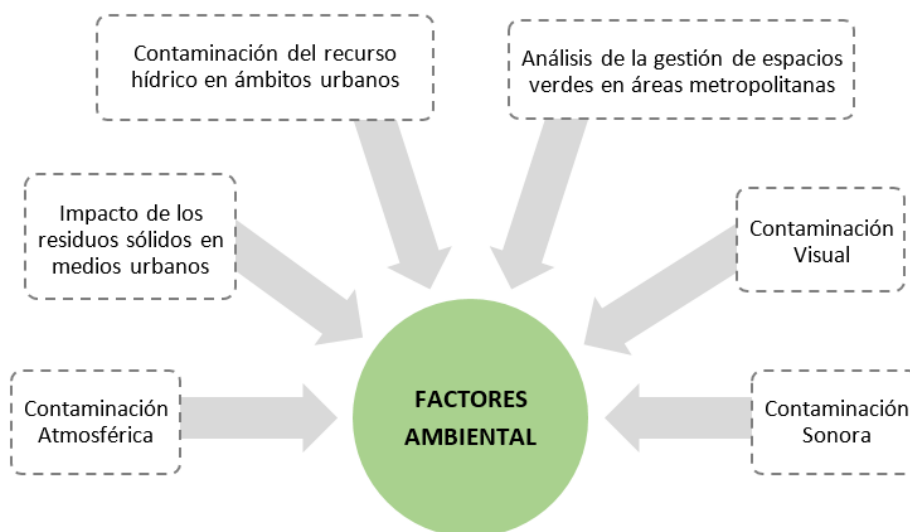 Contaminación del recurso
hídrico en ámbitos urbanos
Análisis de la gestión de espacios
verdes en áreas metropolitanas
Impacto de los
residuos sólidos en
medios urbanos
Contaminación
Visual
Contaminación
Atmosférica
FACTORES
AMBIENTAL
Contaminación
Sonora